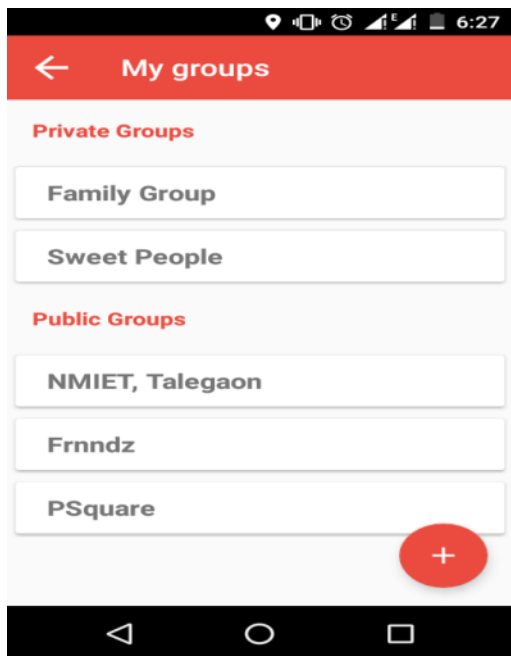 E 6:27
My groups
Private Groups
Family Group
Sweet People
Public Groups
NMIET, Talegaon
Frnndz
PSquare
+